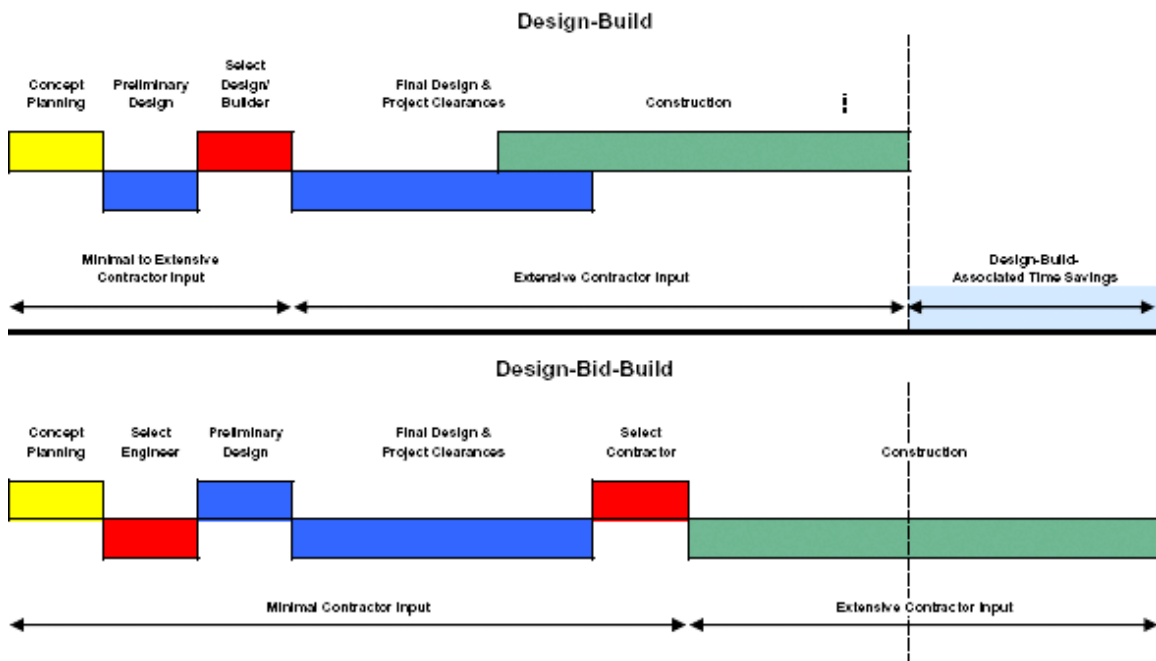 Design-Build
Concept
Planning
Preliminary
Design
Select
Design/
Builder
Final Design &
Project Clearances
Construction
Minimal to Extensive
Contractor Input
Extensive Contractor Input
Design-Build-
Associated Time Savings
Design-Bid-Build
Concept
Planning
Select
Engineer
Preliminary
Design
Final Design &
Project Clearances
Select
Contractor
Construction
Minimal Contractor Input
Extensive Contractor Input